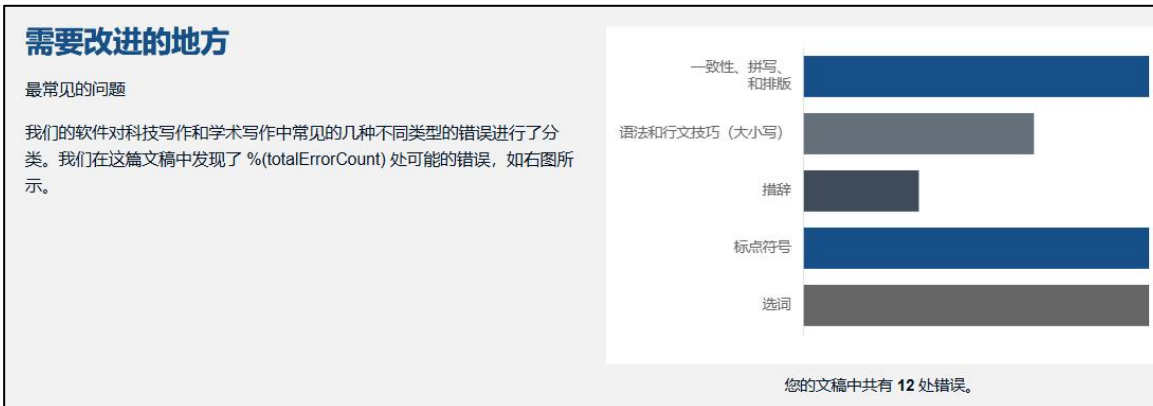 需要改进的地方
最常见的问题
我们的软件对科技写作和学术写作中常见的几种不同类型的错误进行了分
类。我们在这篇文稿中发现了 %(totalErrorCount) 处可能的错误，如右图所
示。
一致性、拼写、
和排版
语法和行文技巧（大小写）
措辞
标点符号
选词
您的文稿中共有 12 处错误。